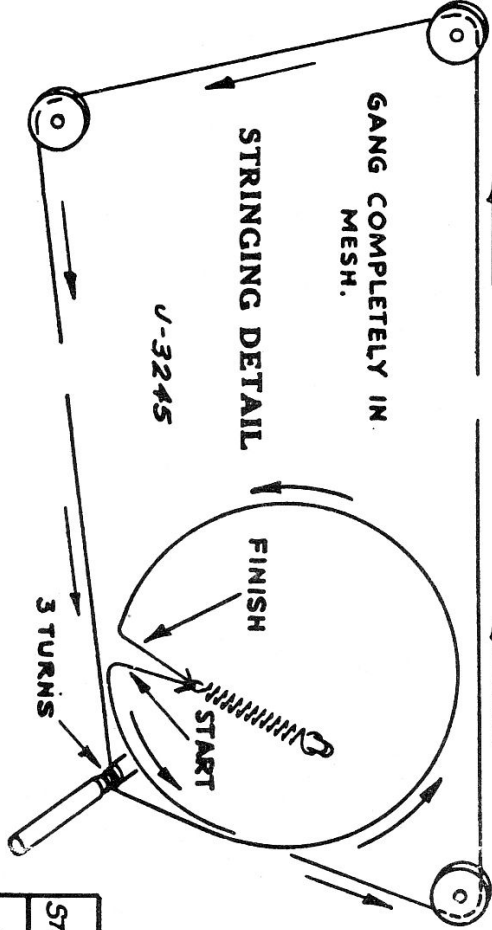 GANG COMPLETELY IN
MESH.
STRINGING DETAIL
J-3245
FINISH
START
3 TURNS